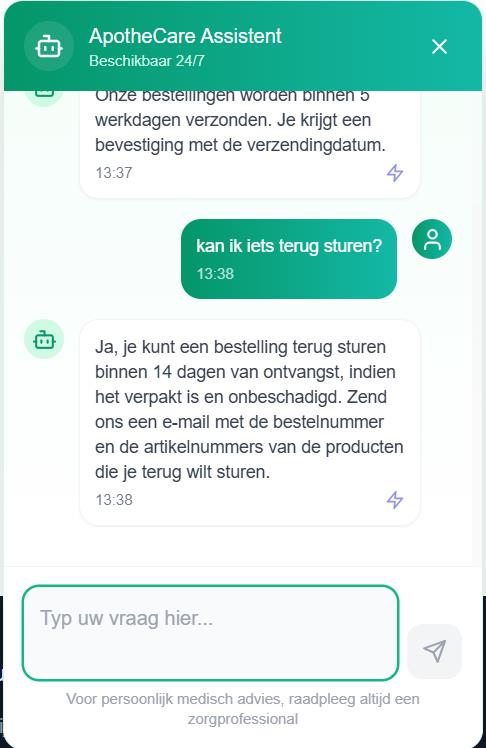 ApotheCare Assistent
Beschikbaar 24/7
Onze bestellingen worden binnen 5
werkdagen verzonden. Je krijgt een
bevestiging met de verzendingdatum.
13:37
kan ik iets terug sturen?
13:38
Ja, je kunt een bestelling terug sturen
binnen 14 dagen van ontvangst, indien
het verpakt is en onbeschadigd. Zend
ons een e-mail met de bestelnummer
en de artikelnummers van de producten
die je terug wilt sturen.
13:38
Typ uw vraag hier...
Voor persoonlijk medisch advies, raadpleeg altijd een
zorgprofessional